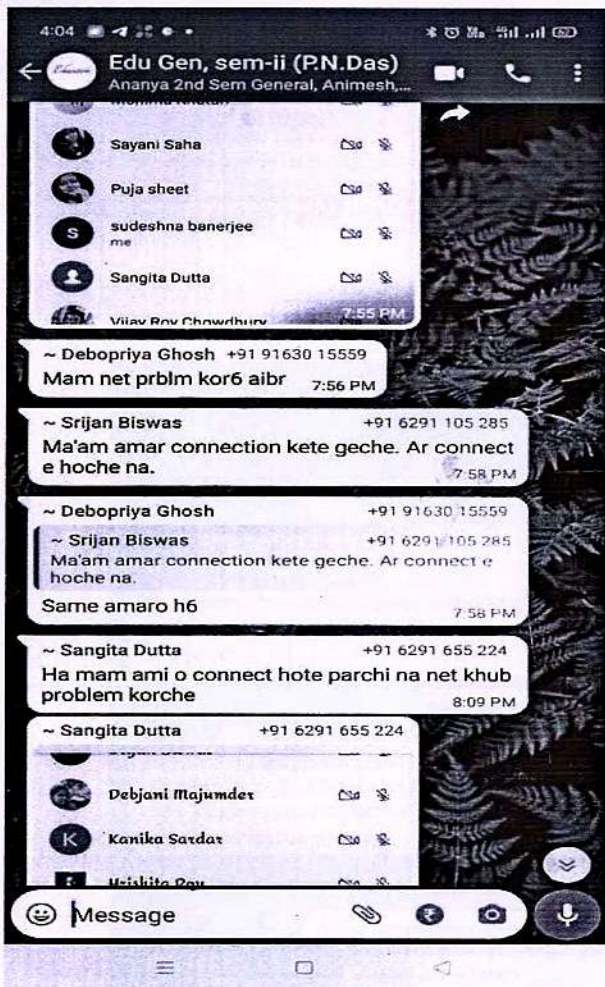 4:04
Edu Gen, sem-ii (P.N.Das)
Ananya 2nd Sem General, Animesh,...
Sayani Saha
Puja sheet
S
sudeshna banerjee
me
Sangita Dutta
Vijay Roy Chowdhury
7:55 PM
~ Debopriya Ghosh +91 91630 15559
Mam net prblm kor6 aibr 7:56 PM
~ Srijan Biswas +91 6291 105 285
Ma'am amar connection kete geche. Ar connect
e hoche na.
7:58 PM
~ Debopriya Ghosh +91 91630 15559
~ Srijan Biswas +91 6291 105 285
Ma'am amar connection kete geche. Ar connect e
hoche na.
Same amaro h6 7:58 PM
~ Sangita Dutta +91 6291 655 224
Ha mam ami o connect hote parchi na net khub
problem korche 8:09 PM
~ Sangita Dutta +91 6291 655 224
Debjani Majumder
K Kanika Sardar
Message